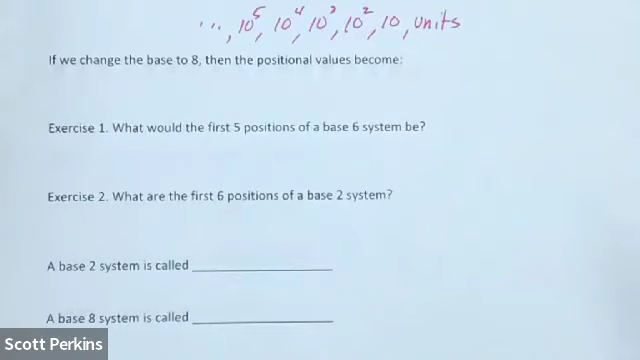 ..., 10⁵, 10⁴, 10³, 10², 10, units
If we change the base to 8, then the positional values become:
Exercise 1. What would the first 5 positions of a base 6 system be?
Exercise 2. What are the first 6 positions of a base 2 system?
A base 2 system is called ____________________
A base 8 system is called ____________________
Scott Perkins